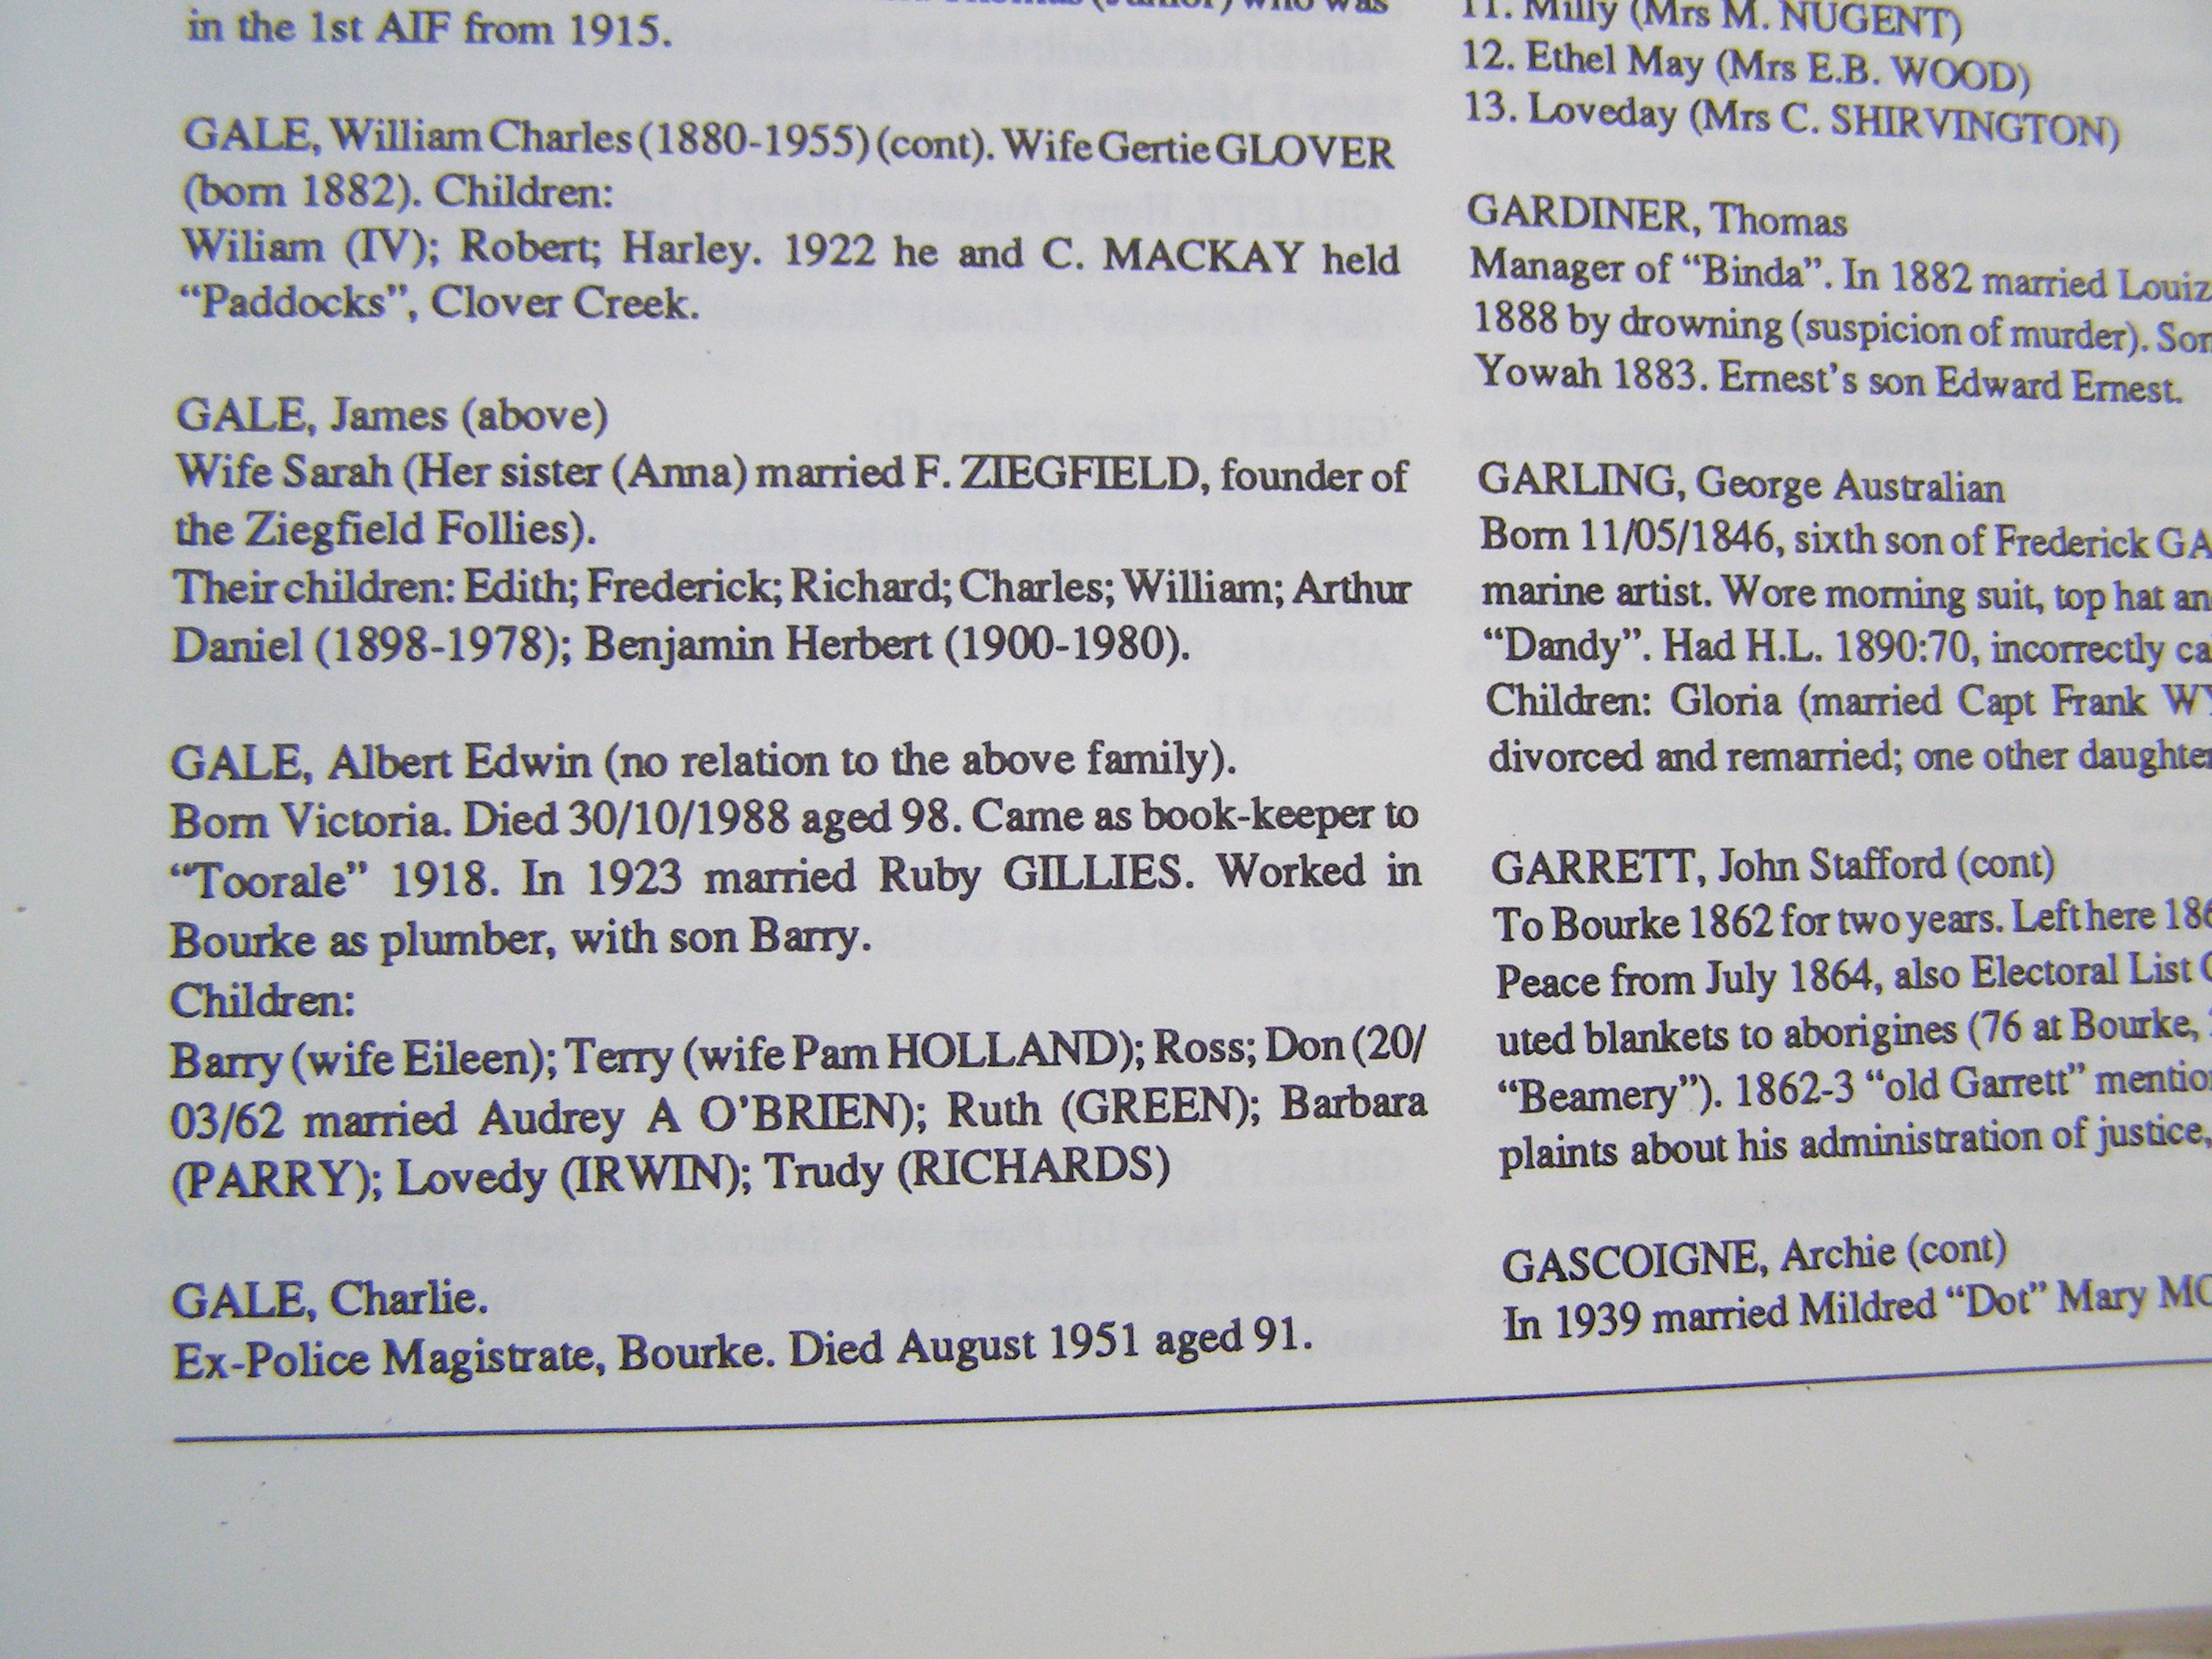 who was
in the 1st AIF from 1915.
GALE, William Charles (1880-1955) (cont). Wife Gertie GLOVER
(born 1882). Children:
Wiliam (IV); Robert; Harley. 1922 he and C. MACKAY held
“Paddocks”, Clover Creek.
GALE, James (above)
Wife Sarah (Her sister (Anna) married F. ZIEGFIELD, founder of
the Ziegfield Follies).
Their children: Edith; Frederick; Richard; Charles; William; Arthur
Daniel (1898-1978); Benjamin Herbert (1900-1980).
GALE, Albert Edwin (no relation to the above family).
Born Victoria. Died 30/10/1988 aged 98. Came as book-keeper to
“Toorale” 1918. In 1923 married Ruby GILLIES. Worked in
Bourke as plumber, with son Barry.
Children:
Barry (wife Eileen); Terry (wife Pam HOLLAND); Ross; Don (20/
03/62 married Audrey A O’BRIEN); Ruth (GREEN); Barbara
(PARRY); Lovedy (IRWIN); Trudy (RICHARDS)
GALE, Charlie.
Ex-Police Magistrate, Bourke. Died August 1951 aged 91.
11. Milly (Mrs M. NUGENT)
12. Ethel May (Mrs E.B. WOOD)
13. Loveday (Mrs C. SHIRVINGTON)
GARDINER, Thomas
Manager of “Binda”. In 1882 married Louiz
1888 by drowning (suspicion of murder). Son
Yowah 1883. Ernest’s son Edward Ernest.
GARLING, George Australian
Born 11/05/1846, sixth son of Frederick GA
marine artist. Wore morning suit, top hat an
“Dandy”. Had H.L. 1890:70, incorrectly ca
Children: Gloria (married Capt Frank WY
divorced and remarried; one other daughter
GARRETT, John Stafford (cont)
To Bourke 1862 for two years. Left here 186
Peace from July 1864, also Electoral List
uted blankets to aborigines (76 at Bourke,
“Beamery”). 1862-3 “old Garrett” mentio
plaints about his administration of justice,
GASCOIGNE, Archie (cont)
In 1939 married Mildred “Dot” Mary MC